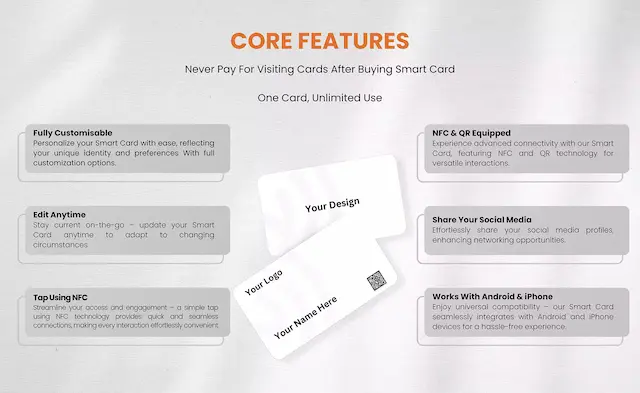 CORE FEATURES
Never Pay For Visiting Cards After Buying Smart Card
One Card, Unlimited Use
Fully Customisable
Personalize your Smart Card with ease, reflecting
your unique identity and preferences With full
customization options.
Edit Anytime
Stay current on-the-go – update your Smart
Card anytime to adapt to changing
circumstances
Tap Using NFC
Streamline your access and engagement – a simple tap
using NFC technology provides quick and seamless
connections, making every interaction effortlessly convenient
Your Design
Your Logo
Your Name Here
NFC & QR Equipped
Experience advanced connectivity with our Smart
Card, featuring NFC and QR technology for
versatile interactions.
Share Your Social Media
Effortlessly share your social media profiles,
enhancing networking opportunities.
Works With Android & iPhone
Enjoy universal compatibility – our Smart Card
seamlessly integrates with Android and iPhone
devices for a hassle-free experience.